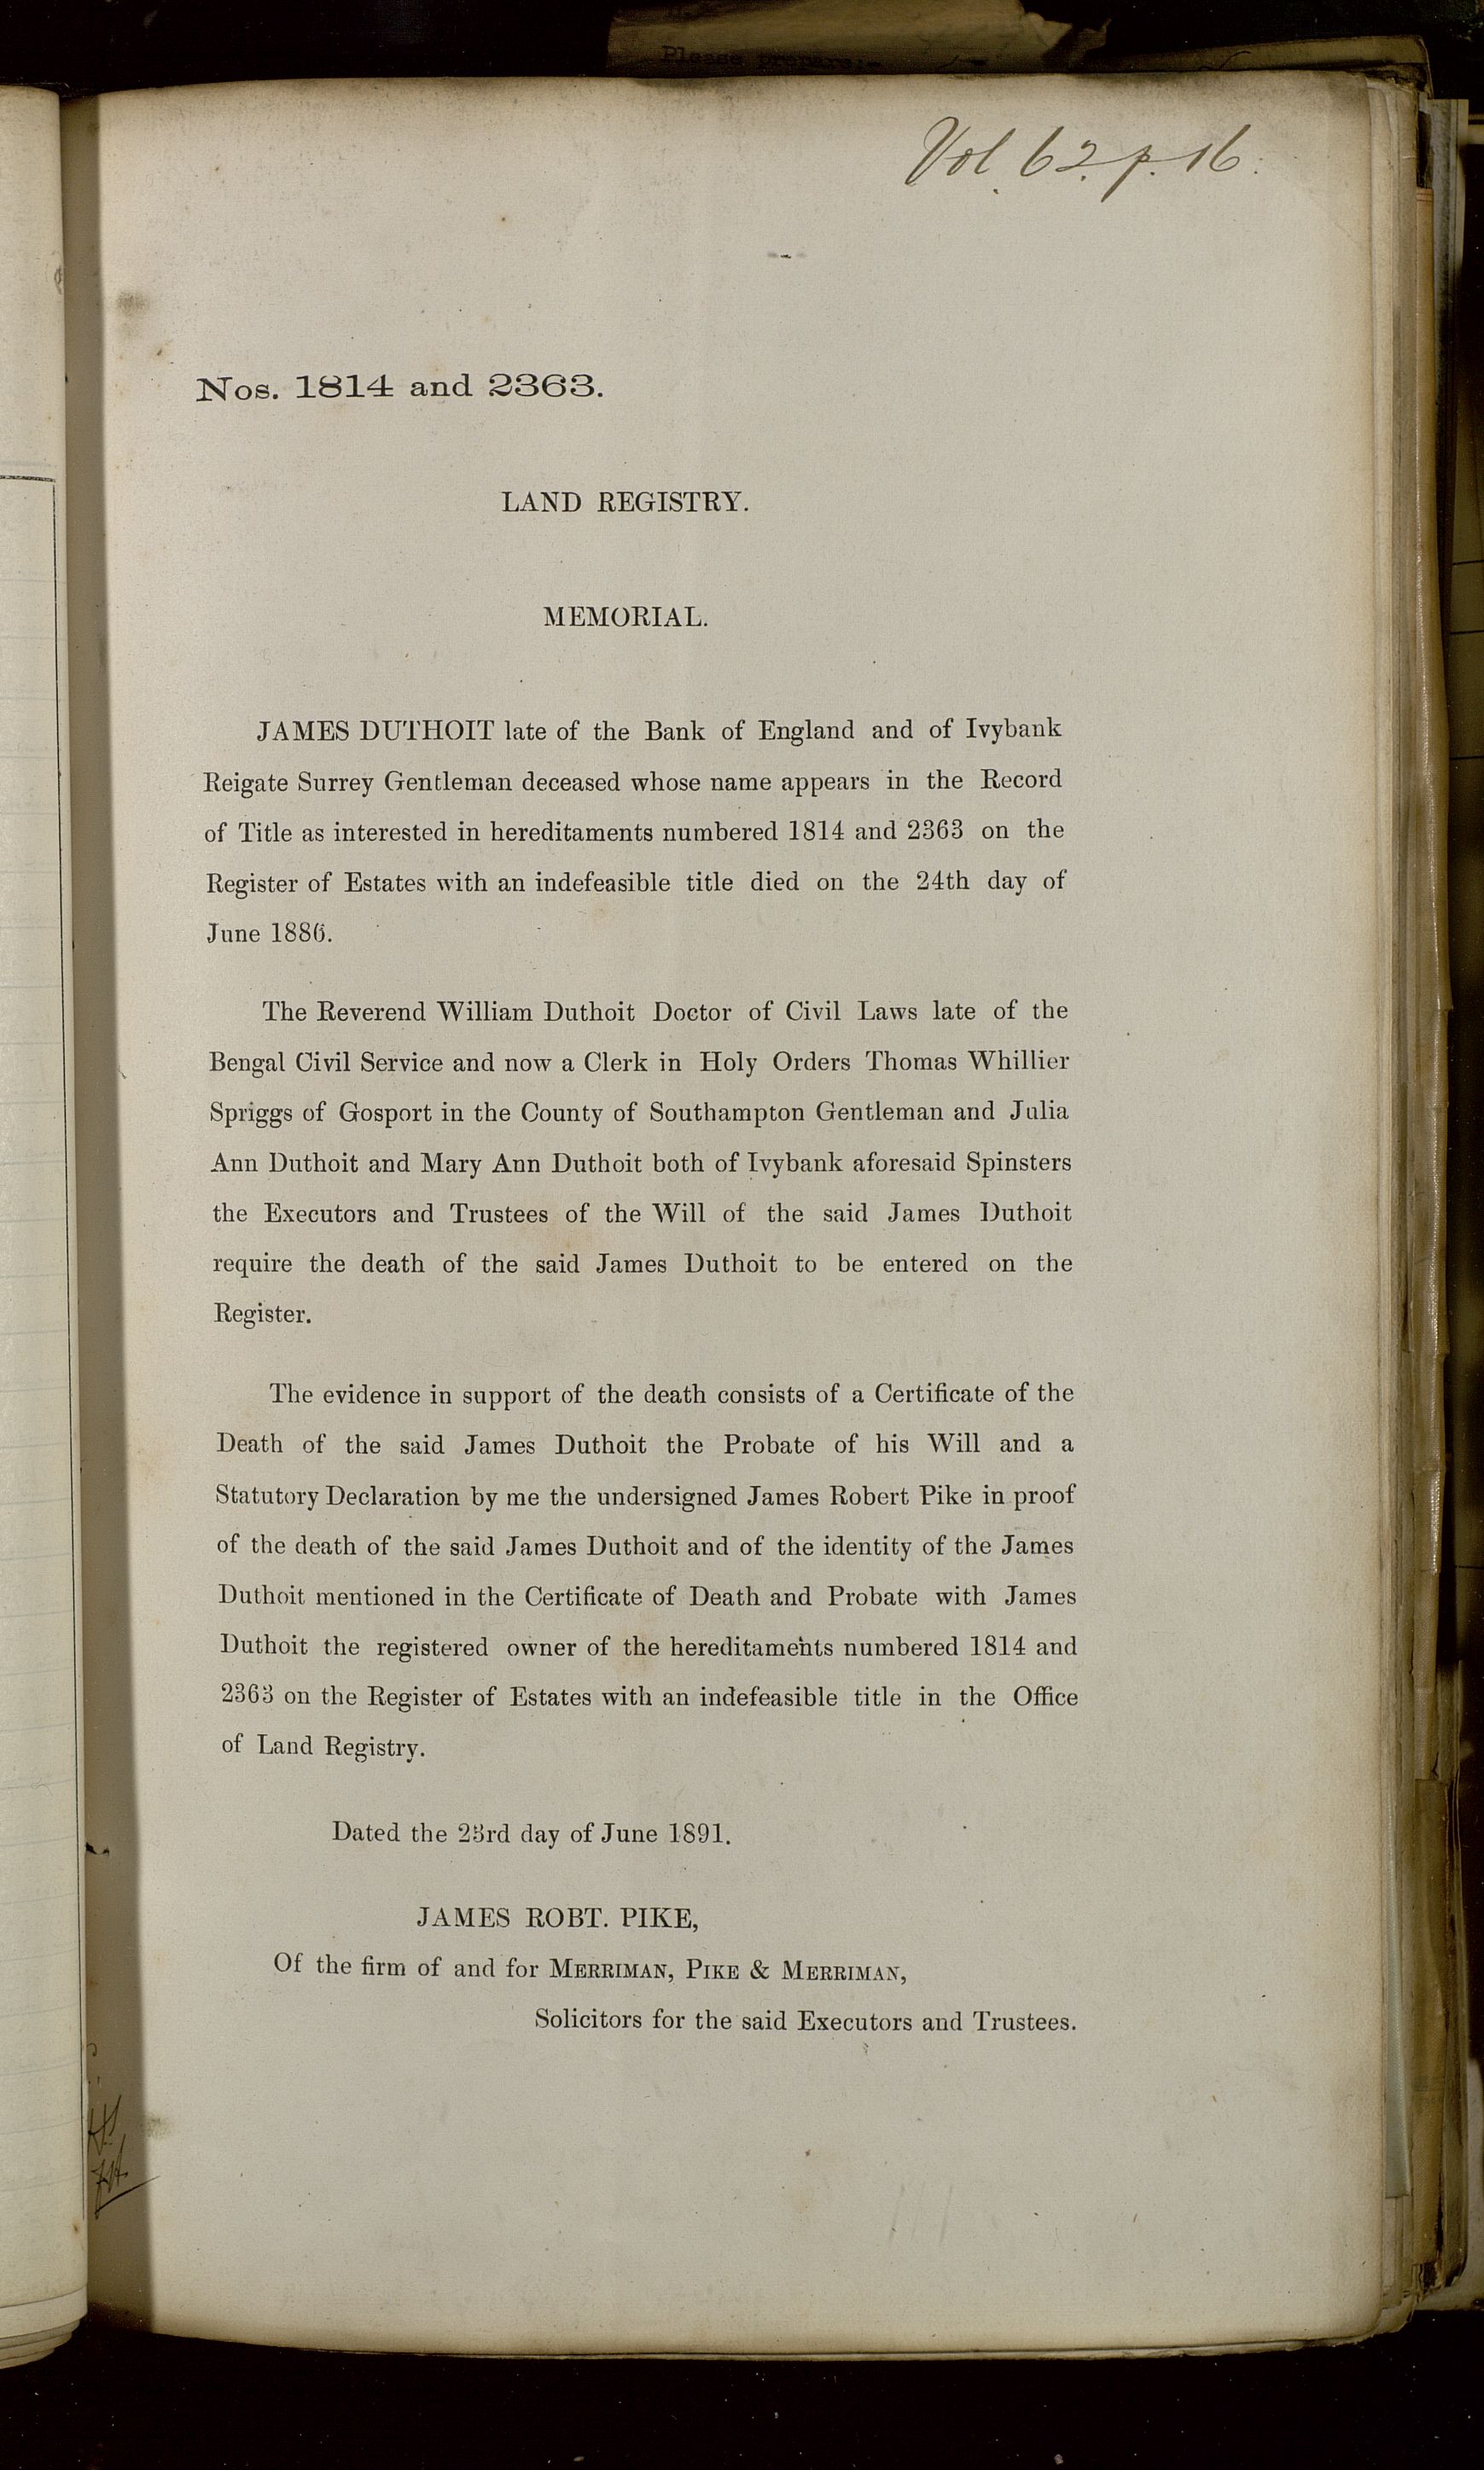 Please prepare:-
Vol. 62. p. 16.
Nos. 1814 and 2363.
LAND REGISTRY.
MEMORIAL.
JAMES DUTHOIT late of the Bank of England and of Ivybank
Reigate Surrey Gentleman deceased whose name appears in the Record
of Title as interested in hereditaments numbered 1814 and 2363 on the
Register of Estates with an indefeasible title died on the 24th day of
June 1886.
The Reverend William Duthoit Doctor of Civil Laws late of the
Bengal Civil Service and now a Clerk in Holy Orders Thomas Whillier
Spriggs of Gosport in the County of Southampton Gentleman and Julia
Ann Duthoit and Mary Ann Duthoit both of Ivybank aforesaid Spinsters
the Executors and Trustees of the Will of the said James Duthoit
require the death of the said James Duthoit to be entered on the
Register.
The evidence in support of the death consists of a Certificate of the
Death of the said James Duthoit the Probate of his Will and a
Statutory Declaration by me the undersigned James Robert Pike in proof
of the death of the said James Duthoit and of the identity of the James
Duthoit mentioned in the Certificate of Death and Probate with James
Duthoit the registered owner of the hereditaments numbered 1814 and
2363 on the Register of Estates with an indefeasible title in the Office
of Land Registry.
Dated the 23rd day of June 1891.
JAMES ROBT. PIKE,
Of the firm of and for MERRIMAN, PIKE & MERRIMAN,
Solicitors for the said Executors and Trustees.